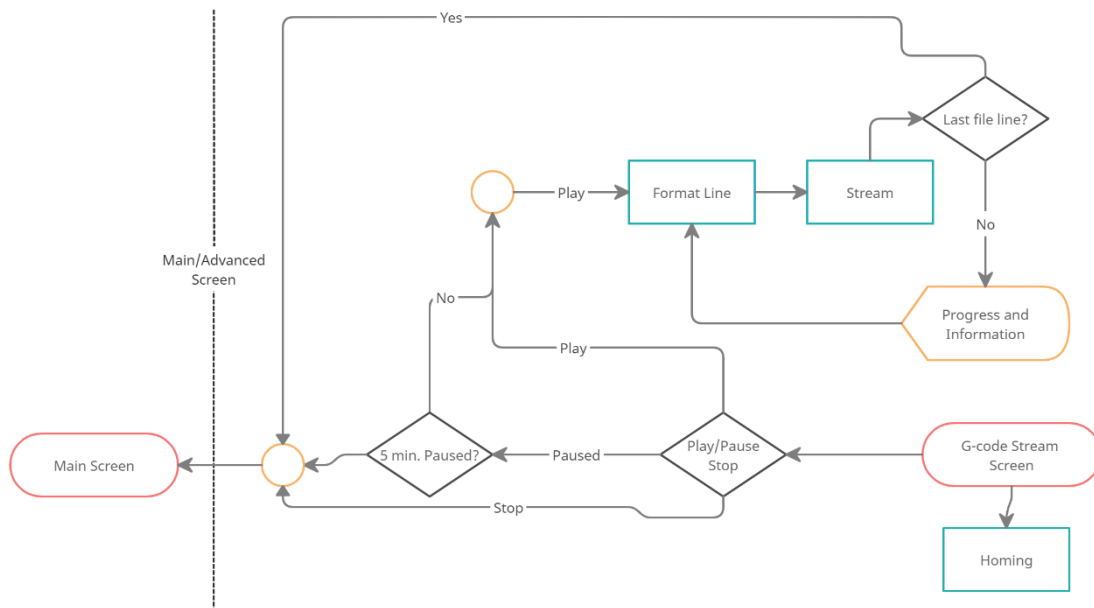 Yes
Last file line?
Play
Format Line
Stream
No
Main/Advanced
Screen
No
Progress and
Information
Play
Main Screen
5 min. Paused?
Paused
Play/Pause
Stop
G-code Stream
Screen
Stop
Homing